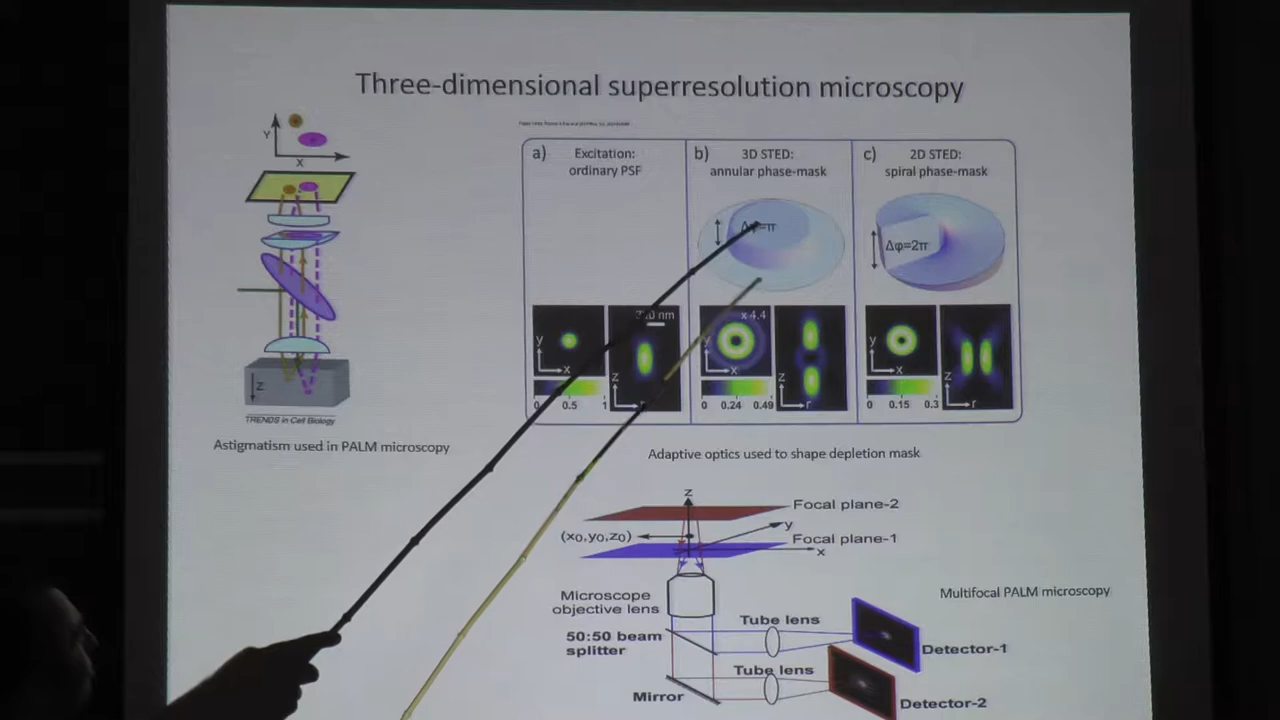 Three-dimensional superresolution microscopy
Y
X
Z
TRENDS in Cell Biology
Astigmatism used in PALM microscopy
a) Excitation:
ordinary PSF
y
x
z
0 0.5 1
b) 3D STED:
annular phase-mask
Δφ=π
x 4.4
y
x
z
r
0 0.24 0.49
c) 2D STED:
spiral phase-mask
Δφ=2π
y
x
z
r
0 0.15 0.3
Adaptive optics used to shape depletion mask
z
Focal plane-2
y
(x₀,y₀,z₀)
Focal plane-1
x
Microscope
objective lens
Multifocal PALM microscopy
Tube lens
50:50 beam
splitter
Detector-1
Tube lens
Mirror
Detector-2